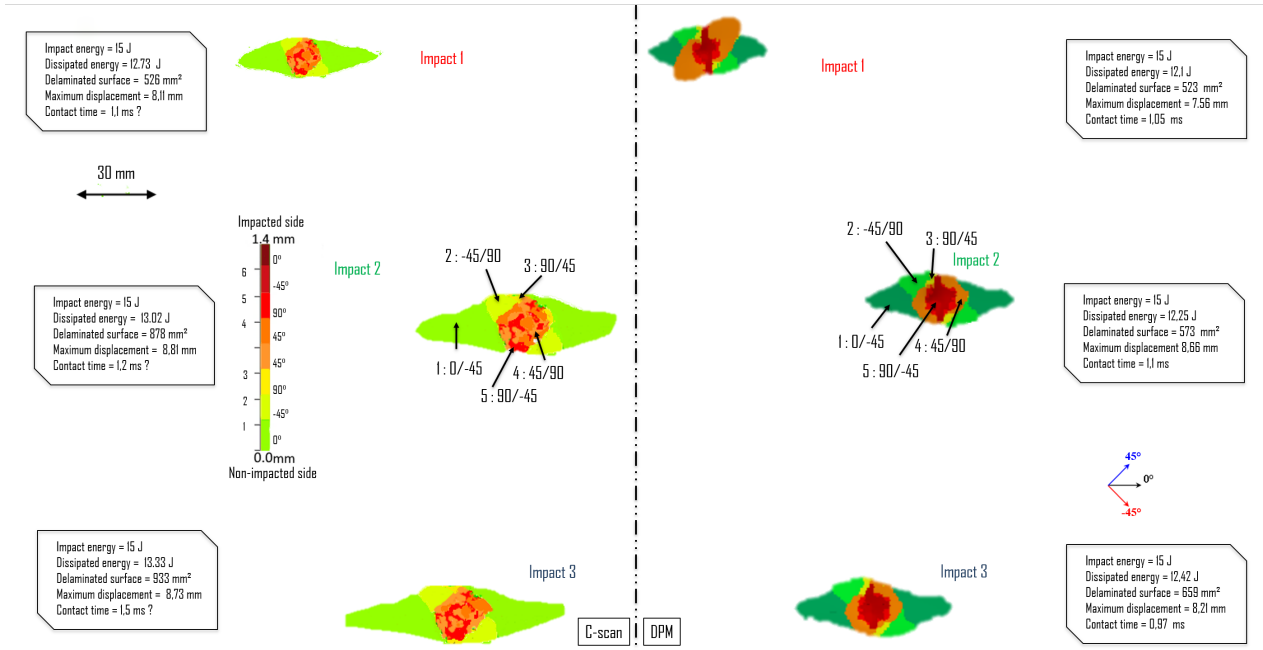 Impact energy = 15 J
Dissipated energy = 12.73 J
Delaminated surface = 526 mm²
Maximum displacement = 8,11 mm
Contact time = 1,1 ms ?
Impact 1
Impact 1
Impact energy = 15 J
Dissipated energy = 12,1 J
Delaminated surface = 523 mm²
Maximum displacement = 7.56 mm
Contact time = 1,05 ms
30 mm
Impacted side
1.4 mm
0°
6
-45°
5
90°
4
45°
45°
3
90°
2
-45°
1
0°
0.0mm
Non-impacted side
Impact 2
2 : -45/90
3 : 90/45
1 : 0/-45
4 : 45/90
5 : 90/-45
2 : -45/90
3 : 90/45
Impact 2
1 : 0/-45
4 : 45/90
5 : 90/-45
Impact energy = 15 J
Dissipated energy = 13.02 J
Delaminated surface = 878 mm²
Maximum displacement = 8,81 mm
Contact time = 1,2 ms ?
Impact energy = 15 J
Dissipated energy = 12,25 J
Delaminated surface = 573 mm²
Maximum displacement 8,66 mm
Contact time = 1,1 ms
45°
0°
-45°
Impact energy = 15 J
Dissipated energy = 13.33 J
Delaminated surface = 933 mm²
Maximum displacement = 8,73 mm
Contact time = 1,5 ms ?
Impact 3
Impact 3
C-scan
DPM
Impact energy = 15 J
Dissipated energy = 12,42 J
Delaminated surface = 659 mm²
Maximum displacement = 8,21 mm
Contact time = 0,97 ms